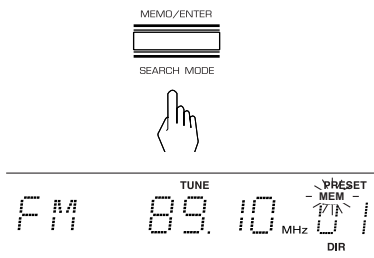 MEMO/ENTER
SEARCH MODE
TUNE PRESET
MEM
FM 89.10 MHz 01
DIR